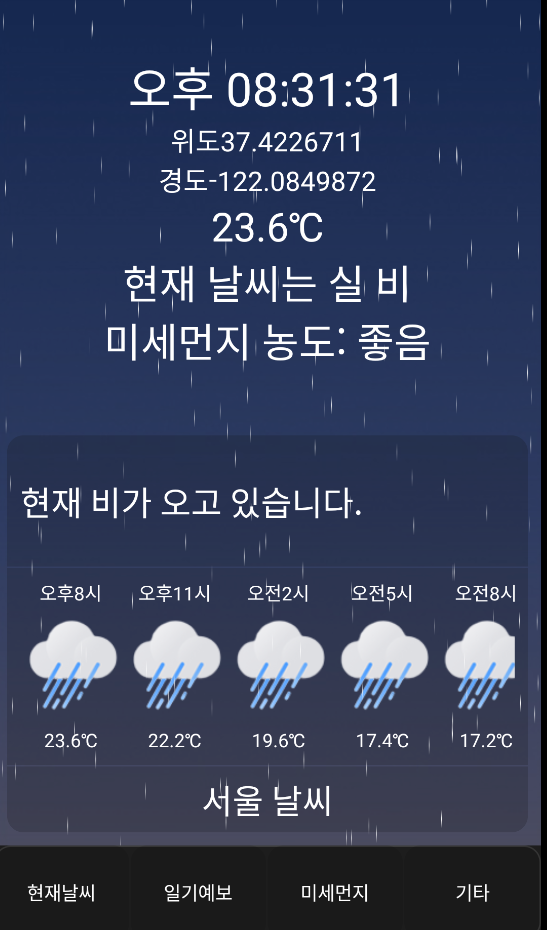 오후 08:31:31
위도37.4226711
경도-122.0849872
23.6℃
현재 날씨는 실 비
미세먼지 농도: 좋음
현재 비가 오고 있습니다.
오후8시 오후11시 오전2시 오전5시 오전8시
23.6℃ 22.2℃ 19.6℃ 17.4℃ 17.2℃
서울 날씨
현재날씨 일기예보 미세먼지 기타